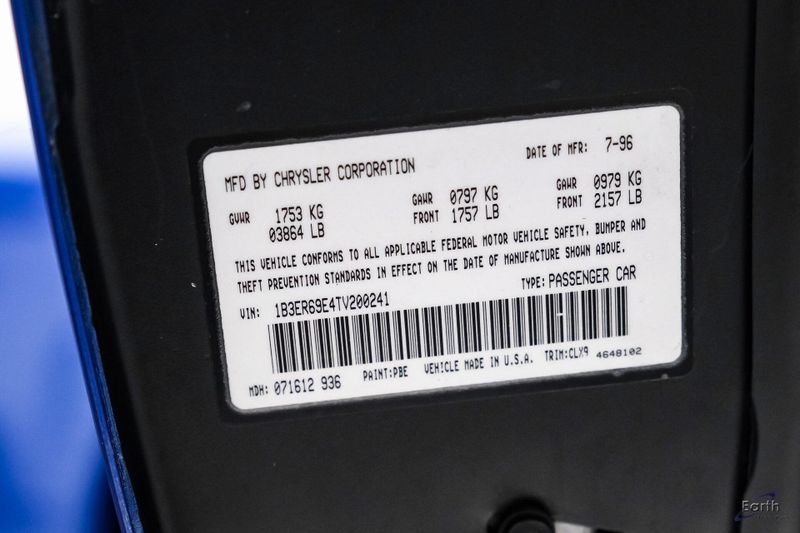 MFD BY CHRYSLER CORPORATION
DATE OF MFR: 7-96
GVWR 1753 KG
03864 LB
GAWR 0797 KG
FRONT 1757 LB
GAWR 0979 KG
FRONT 2157 LB
THIS VEHICLE CONFORMS TO ALL APPLICABLE FEDERAL MOTOR VEHICLE SAFETY, BUMPER AND
THEFT PREVENTION STANDARDS IN EFFECT ON THE DATE OF MANUFACTURE SHOWN ABOVE.
VIN: 1B3ER69E4TV200241
TYPE: PASSENGER CAR
MDH: 071612 936
PAINT:PBE
VEHICLE MADE IN U.S.A.
TRIM:CLX9
4648102
Earth